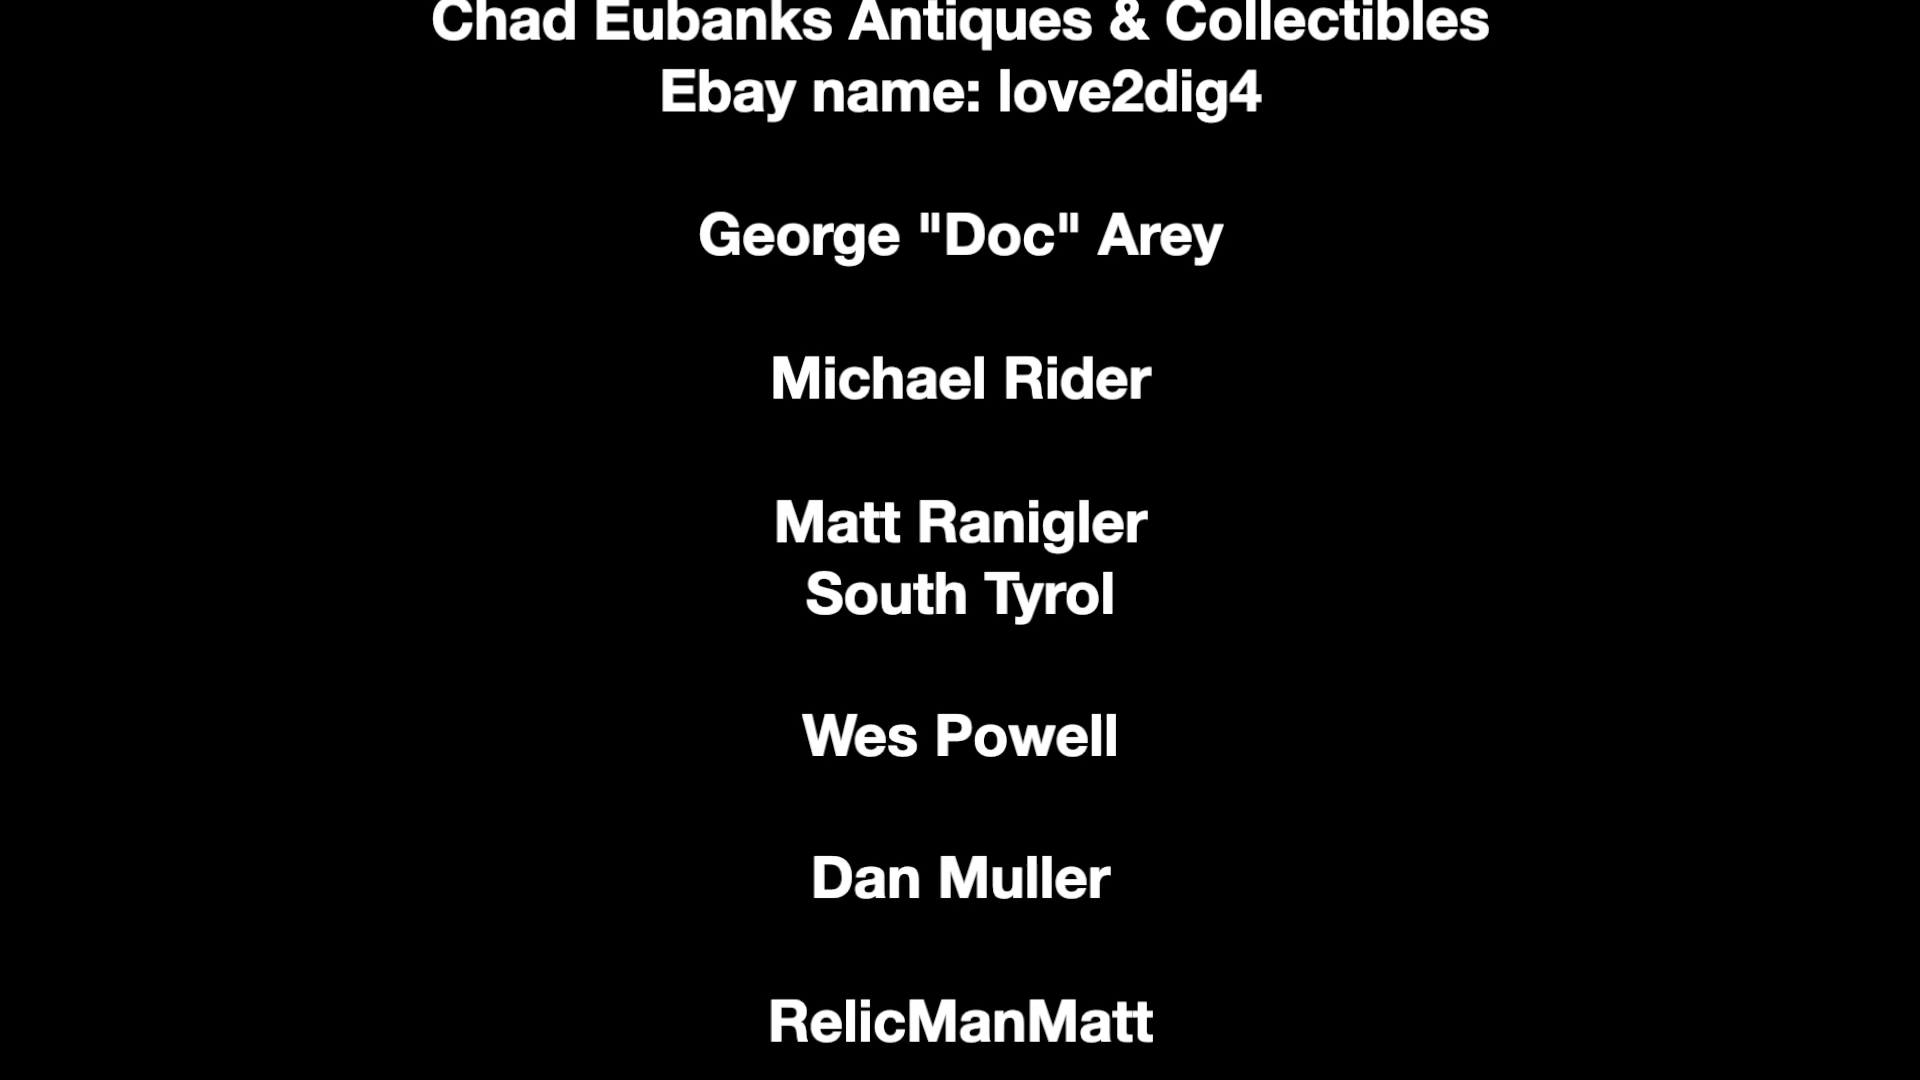 Chad Eubanks Antiques & Collectibles
Ebay name: love2dig4
George "Doc" Arey
Michael Rider
Matt Ranigler
South Tyrol
Wes Powell
Dan Muller
RelicManMatt